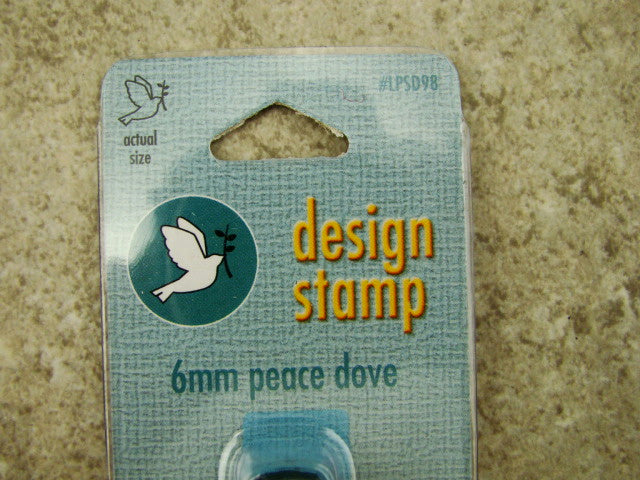 #LPSD98
actual
size
design
stamp
6mm peace dove